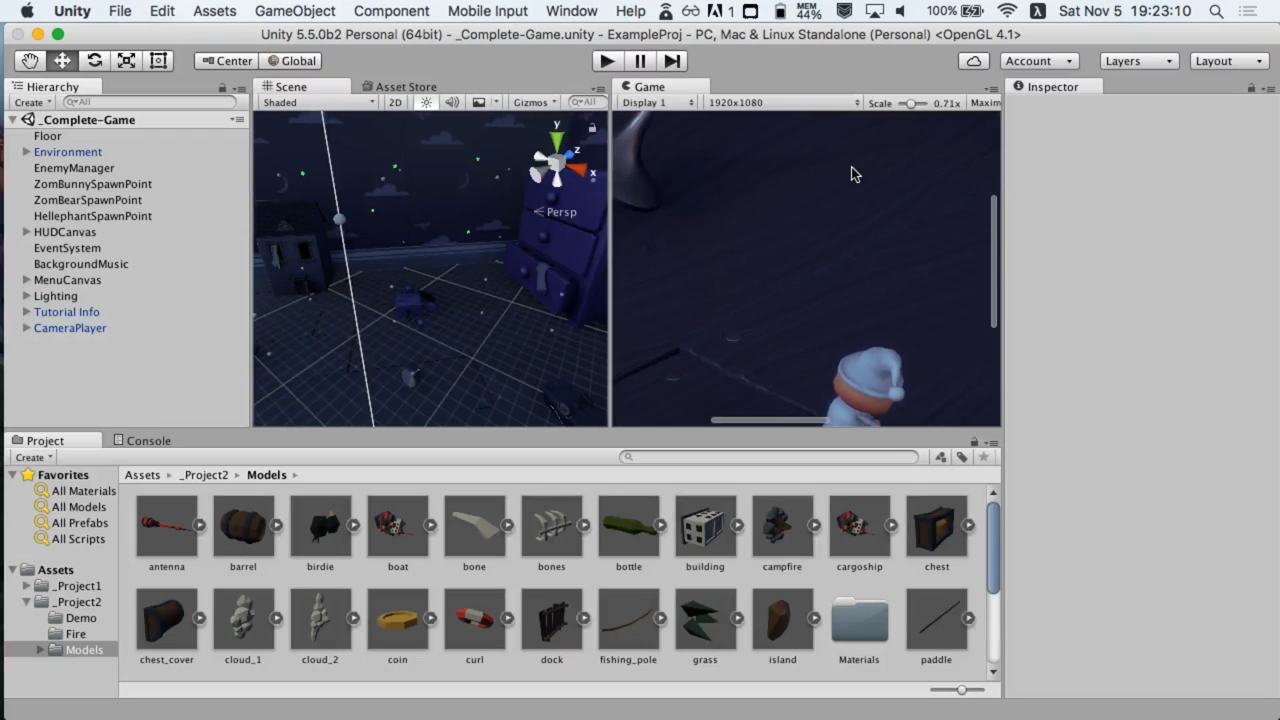 Unity File Edit Assets GameObject Component Mobile Input Window Help 1 MEM 44% 100% Sat Nov 5 19:23:10
Unity 5.5.0b2 Personal (64bit) - _Complete-Game.unity - ExampleProj - PC, Mac & Linux Standalone (Personal) <OpenGL 4.1>
Center Global Account Layers Layout
Hierarchy Scene Asset Store Game Inspector
Create All Shaded 2D Gizmos All Display 1 1920x1080 Scale 0.71x Maxim
_Complete-Game
Floor
Environment
EnemyManager
ZomBunnySpawnPoint
ZomBearSpawnPoint
HellephantSpawnPoint
HUDCanvas
EventSystem
BackgroundMusic
MenuCanvas
Lighting
Tutorial Info
CameraPlayer
y
z
x
Persp
Project Console
Create
Favorites
All Materials
All Models
All Prefabs
All Scripts
Assets
_Project1
_Project2
Demo
Fire
Models
Assets _Project2 Models
antenna barrel birdie boat bone bones bottle building campfire cargoship chest
chest_cover cloud_1 cloud_2 coin curl dock fishing_pole grass island Materials paddle